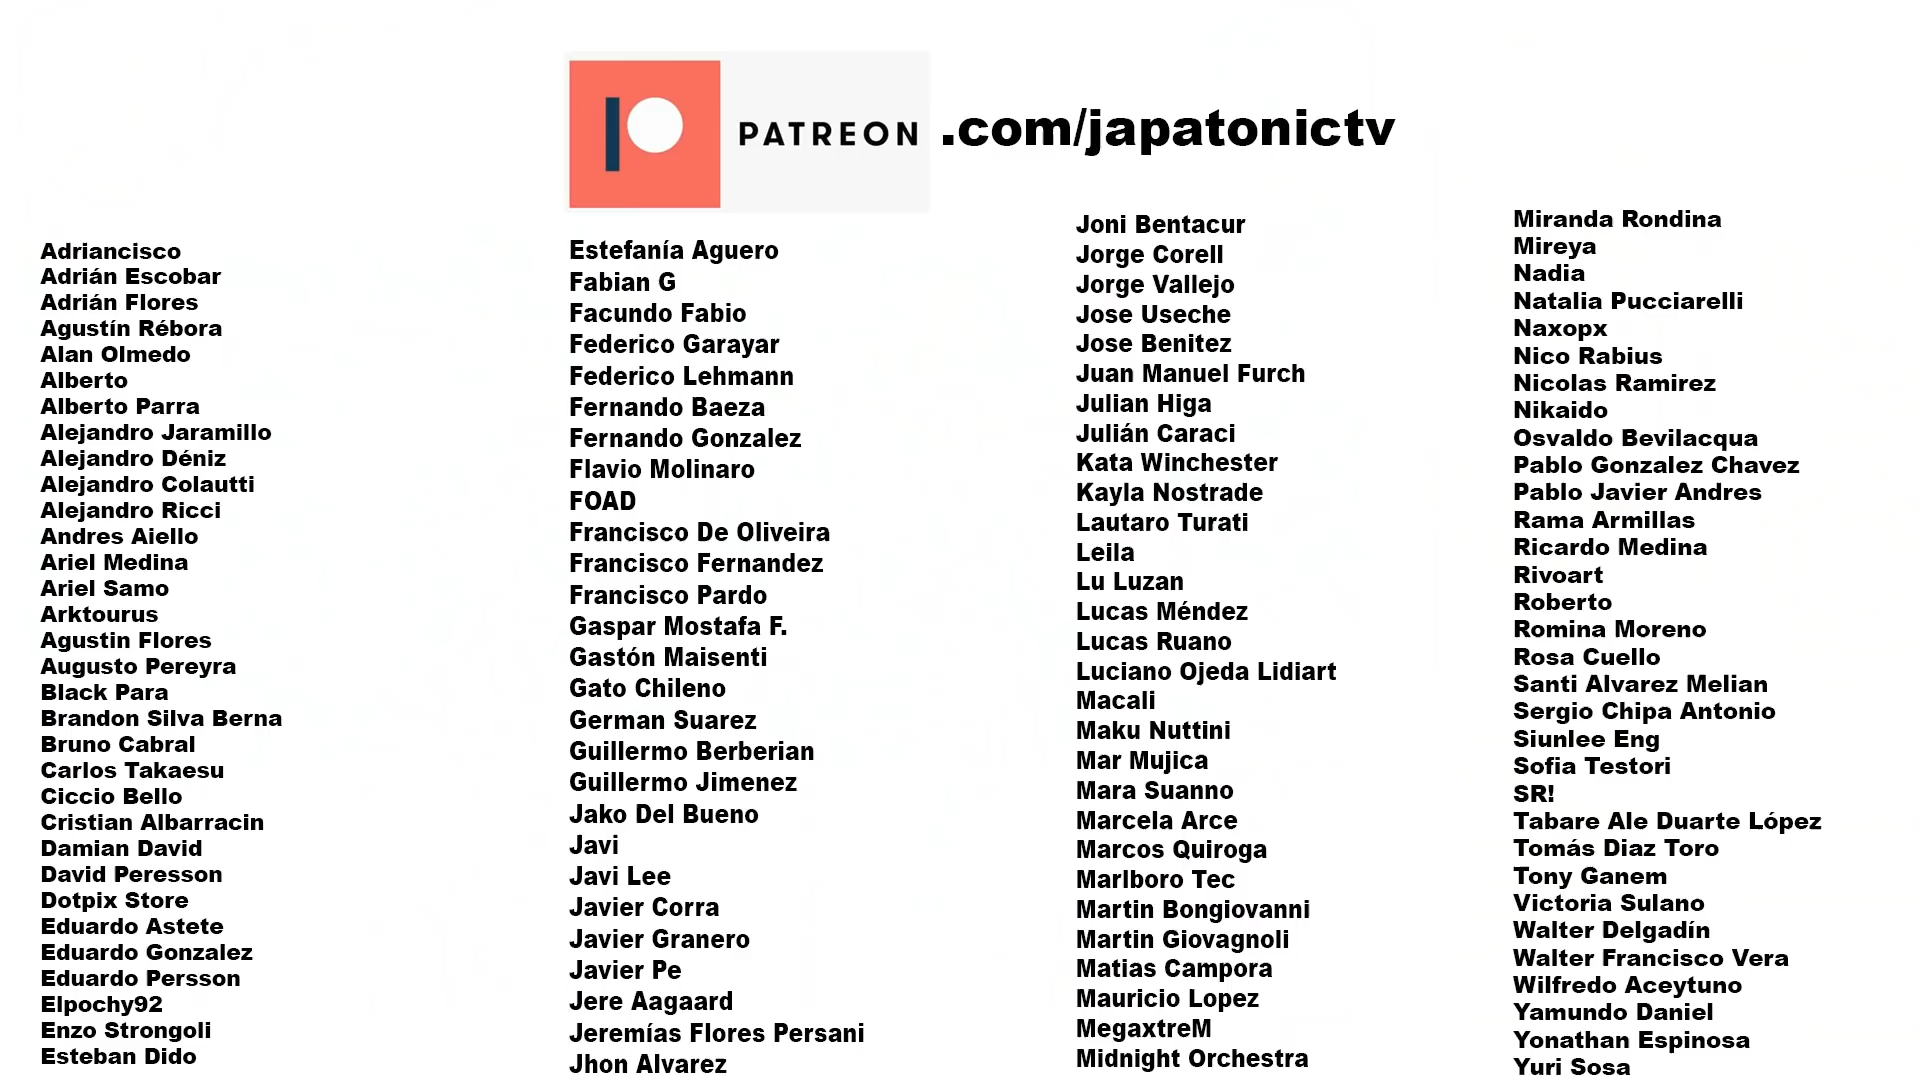 PATREON .com/japatonictv
Adriancisco
Adrián Escobar
Adrián Flores
Agustín Rébora
Alan Olmedo
Alberto
Alberto Parra
Alejandro Jaramillo
Alejandro Déniz
Alejandro Colautti
Alejandro Ricci
Andres Aiello
Ariel Medina
Ariel Samo
Arktourus
Agustin Flores
Augusto Pereyra
Black Para
Brandon Silva Berna
Bruno Cabral
Carlos Takaesu
Ciccio Bello
Cristian Albarracin
Damian David
David Peresson
Dotpix Store
Eduardo Astete
Eduardo Gonzalez
Eduardo Persson
Elpochy92
Enzo Strongoli
Esteban Dido
Estefanía Aguero
Fabian G
Facundo Fabio
Federico Garayar
Federico Lehmann
Fernando Baeza
Fernando Gonzalez
Flavio Molinaro
FOAD
Francisco De Oliveira
Francisco Fernandez
Francisco Pardo
Gaspar Mostafa F.
Gastón Maisenti
Gato Chileno
German Suarez
Guillermo Berberian
Guillermo Jimenez
Jako Del Bueno
Javi
Javi Lee
Javier Corra
Javier Granero
Javier Pe
Jere Aagaard
Jeremías Flores Persani
Jhon Alvarez
Joni Bentacur
Jorge Corell
Jorge Vallejo
Jose Useche
Jose Benitez
Juan Manuel Furch
Julian Higa
Julián Caraci
Kata Winchester
Kayla Nostrade
Lautaro Turati
Leila
Lu Luzan
Lucas Méndez
Lucas Ruano
Luciano Ojeda Lidiart
Macali
Maku Nuttini
Mar Mujica
Mara Suanno
Marcela Arce
Marcos Quiroga
Marlboro Tec
Martin Bongiovanni
Martin Giovagnoli
Matias Campora
Mauricio Lopez
MegaxtreM
Midnight Orchestra
Miranda Rondina
Mireya
Nadia
Natalia Pucciarelli
Naxopx
Nico Rabius
Nicolas Ramirez
Nikaido
Osvaldo Bevilacqua
Pablo Gonzalez Chavez
Pablo Javier Andres
Rama Armillas
Ricardo Medina
Rivoart
Roberto
Romina Moreno
Rosa Cuello
Santi Alvarez Melian
Sergio Chipa Antonio
Siunlee Eng
Sofia Testori
SR!
Tabare Ale Duarte López
Tomás Diaz Toro
Tony Ganem
Victoria Sulano
Walter Delgadín
Walter Francisco Vera
Wilfredo Aceytuno
Yamundo Daniel
Yonathan Espinosa
Yuri Sosa